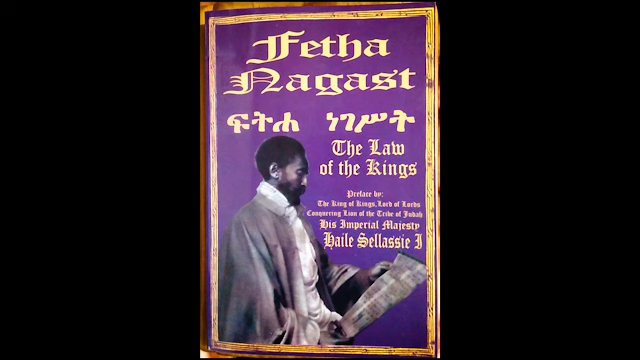 Fetha
Nagast
ፍትሐ ነገሥት
The Law
of the Kings
Preface by:
The King of Kings, Lord of Lords
Conquering Lion of the Tribe of Judah
His Imperial Majesty
Haile Sellassie I